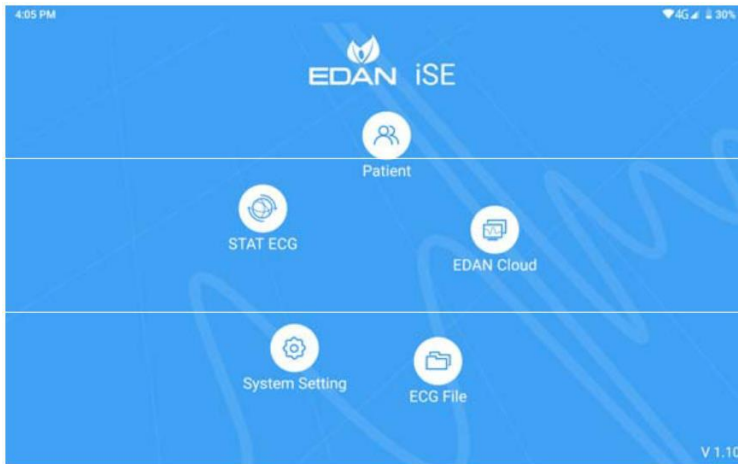 4:05 PM
4G 30%
EDAN iSE
Patient
STAT ECG
EDAN Cloud
System Setting
ECG File
V 1.10